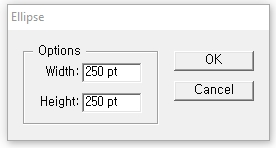 Ellipse
Options
Width: 250 pt
Height: 250 pt
OK
Cancel